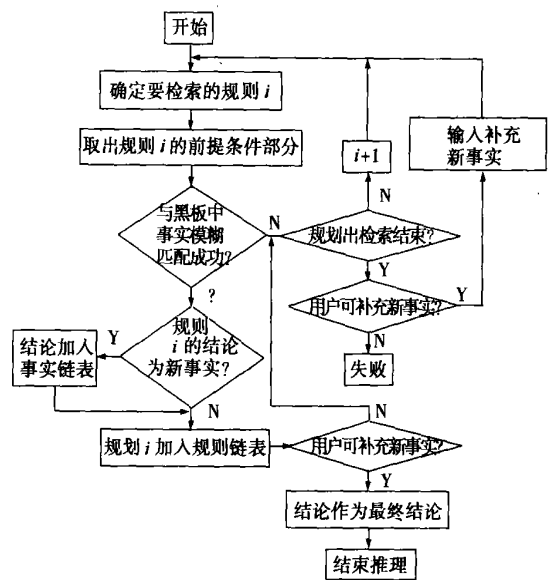 开始
确定要检索的规则 i
取出规则 i 的前提条件部分
输入补充
新事实
i+1
N
与黑板中
事实模糊
匹配成功?
N
规划出检索结束?
Y
?
用户可补充新事实?
Y
N
失败
规则
i 的结论
为新事实?
Y
结论加入
事实链表
N
规划 i 加入规则链表
N
用户可补充新事实?
Y
结论作为最终结论
结束推理